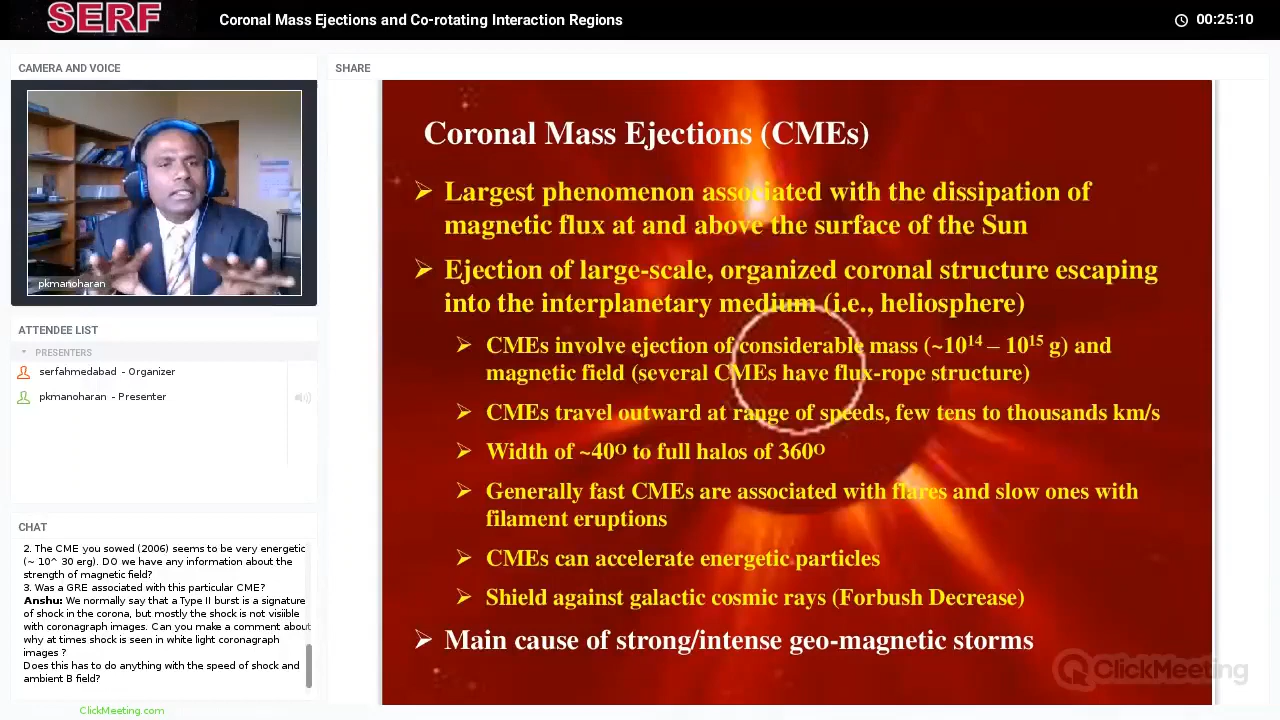 SERF
Coronal Mass Ejections and Co-rotating Interaction Regions
00:25:10
CAMERA AND VOICE
pkmanoharan
ATTENDEE LIST
PRESENTERS
serfahmedabad - Organizer
pkmanoharan - Presenter
CHAT
2. The CME you sowed (2006) seems to be very energetic
(~ 10^ 30 erg). DO we have any information about the
strength of magnetic field?
3. Was a GRE associated with this particular CME?
Anshu: We normally say that a Type II burst is a signature
of shock in the corona, but mostly the shock is not visiible
with coronagraph images. Can you make a comment about
why at times shock is seen in white light coronagraph
images ?
Does this has to do anything with the speed of shock and
ambient B field?
ClickMeeting.com
SHARE
Coronal Mass Ejections (CMEs)
➢ Largest phenomenon associated with the dissipation of
magnetic flux at and above the surface of the Sun
➢ Ejection of large-scale, organized coronal structure escaping
into the interplanetary medium (i.e., heliosphere)
➢ CMEs involve ejection of considerable mass (~10¹⁴ – 10¹⁵ g) and
magnetic field (several CMEs have flux-rope structure)
➢ CMEs travel outward at range of speeds, few tens to thousands km/s
➢ Width of ~40ᴼ to full halos of 360ᴼ
➢ Generally fast CMEs are associated with flares and slow ones with
filament eruptions
➢ CMEs can accelerate energetic particles
➢ Shield against galactic cosmic rays (Forbush Decrease)
➢ Main cause of strong/intense geo-magnetic storms
ClickMeeting